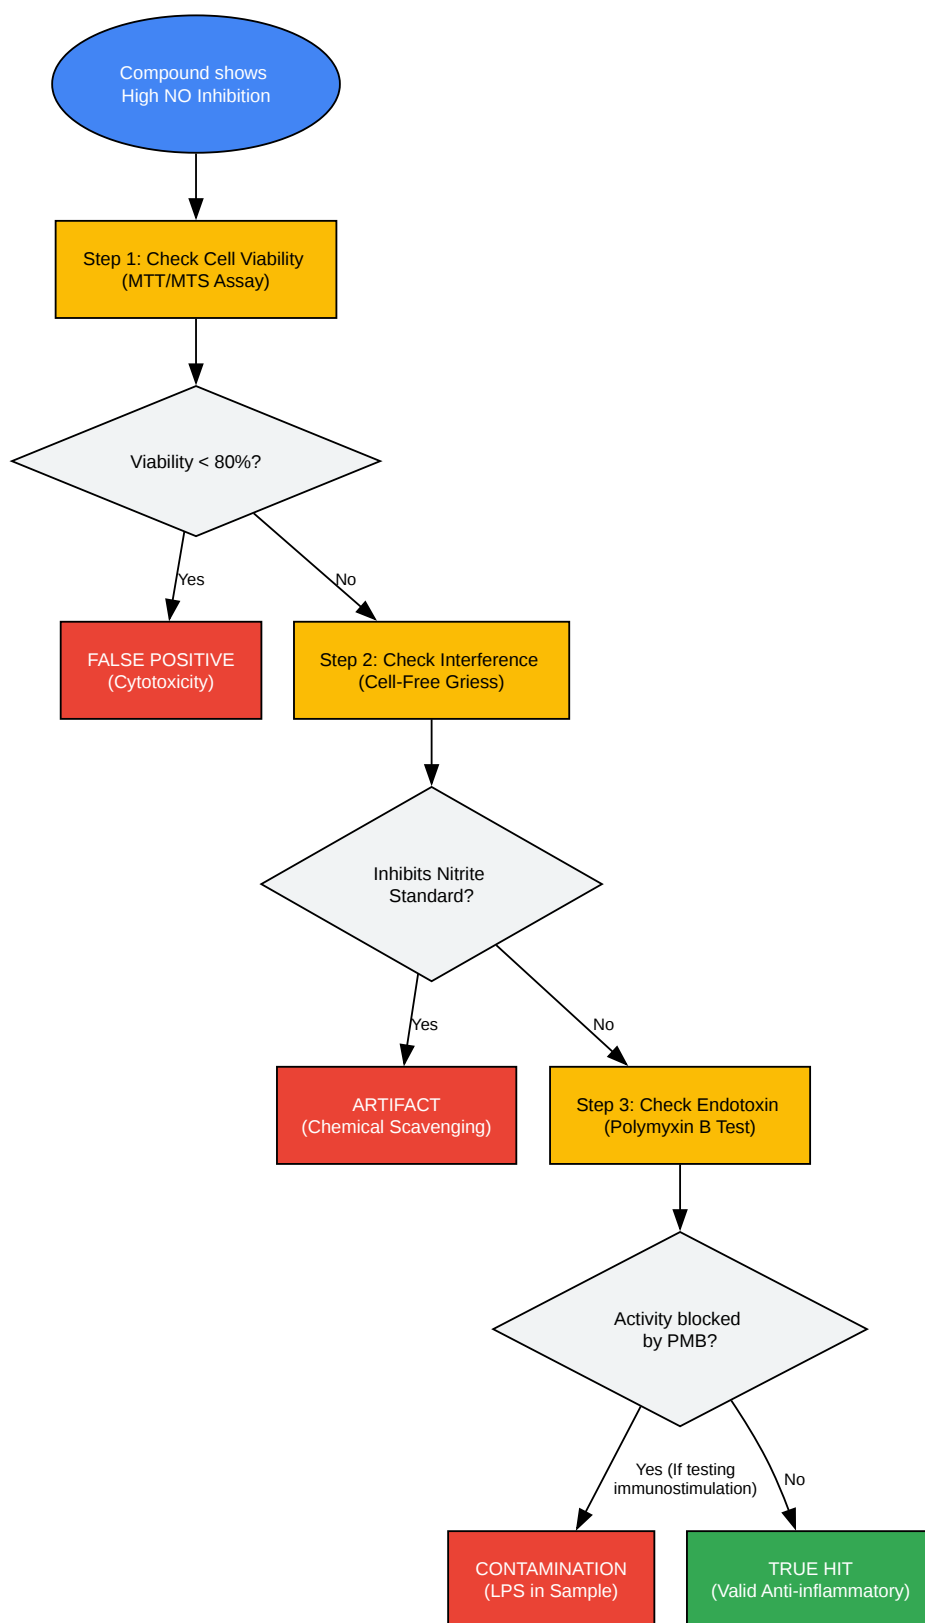 Compound shows
High NO Inhibition
Step 1: Check Cell Viability
(MTT/MTS Assay)
Viability < 80%?
Yes
No
FALSE POSITIVE
(Cytotoxicity)
Step 2: Check Interference
(Cell-Free Griess)
Inhibits Nitrite
Standard?
Yes
No
ARTIFACT
(Chemical Scavenging)
Step 3: Check Endotoxin
(Polymyxin B Test)
Activity blocked
by PMB?
Yes (If testing
immunostimulation)
No
CONTAMINATION
(LPS in Sample)
TRUE HIT
(Valid Anti-inflammatory)